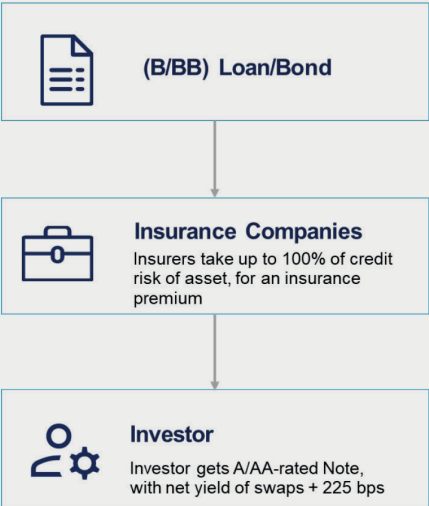 (B/BB) Loan/Bond
Insurance Companies
Insurers take up to 100% of credit
risk of asset, for an insurance
premium
Investor
Investor gets A/AA-rated Note,
with net yield of swaps + 225 bps